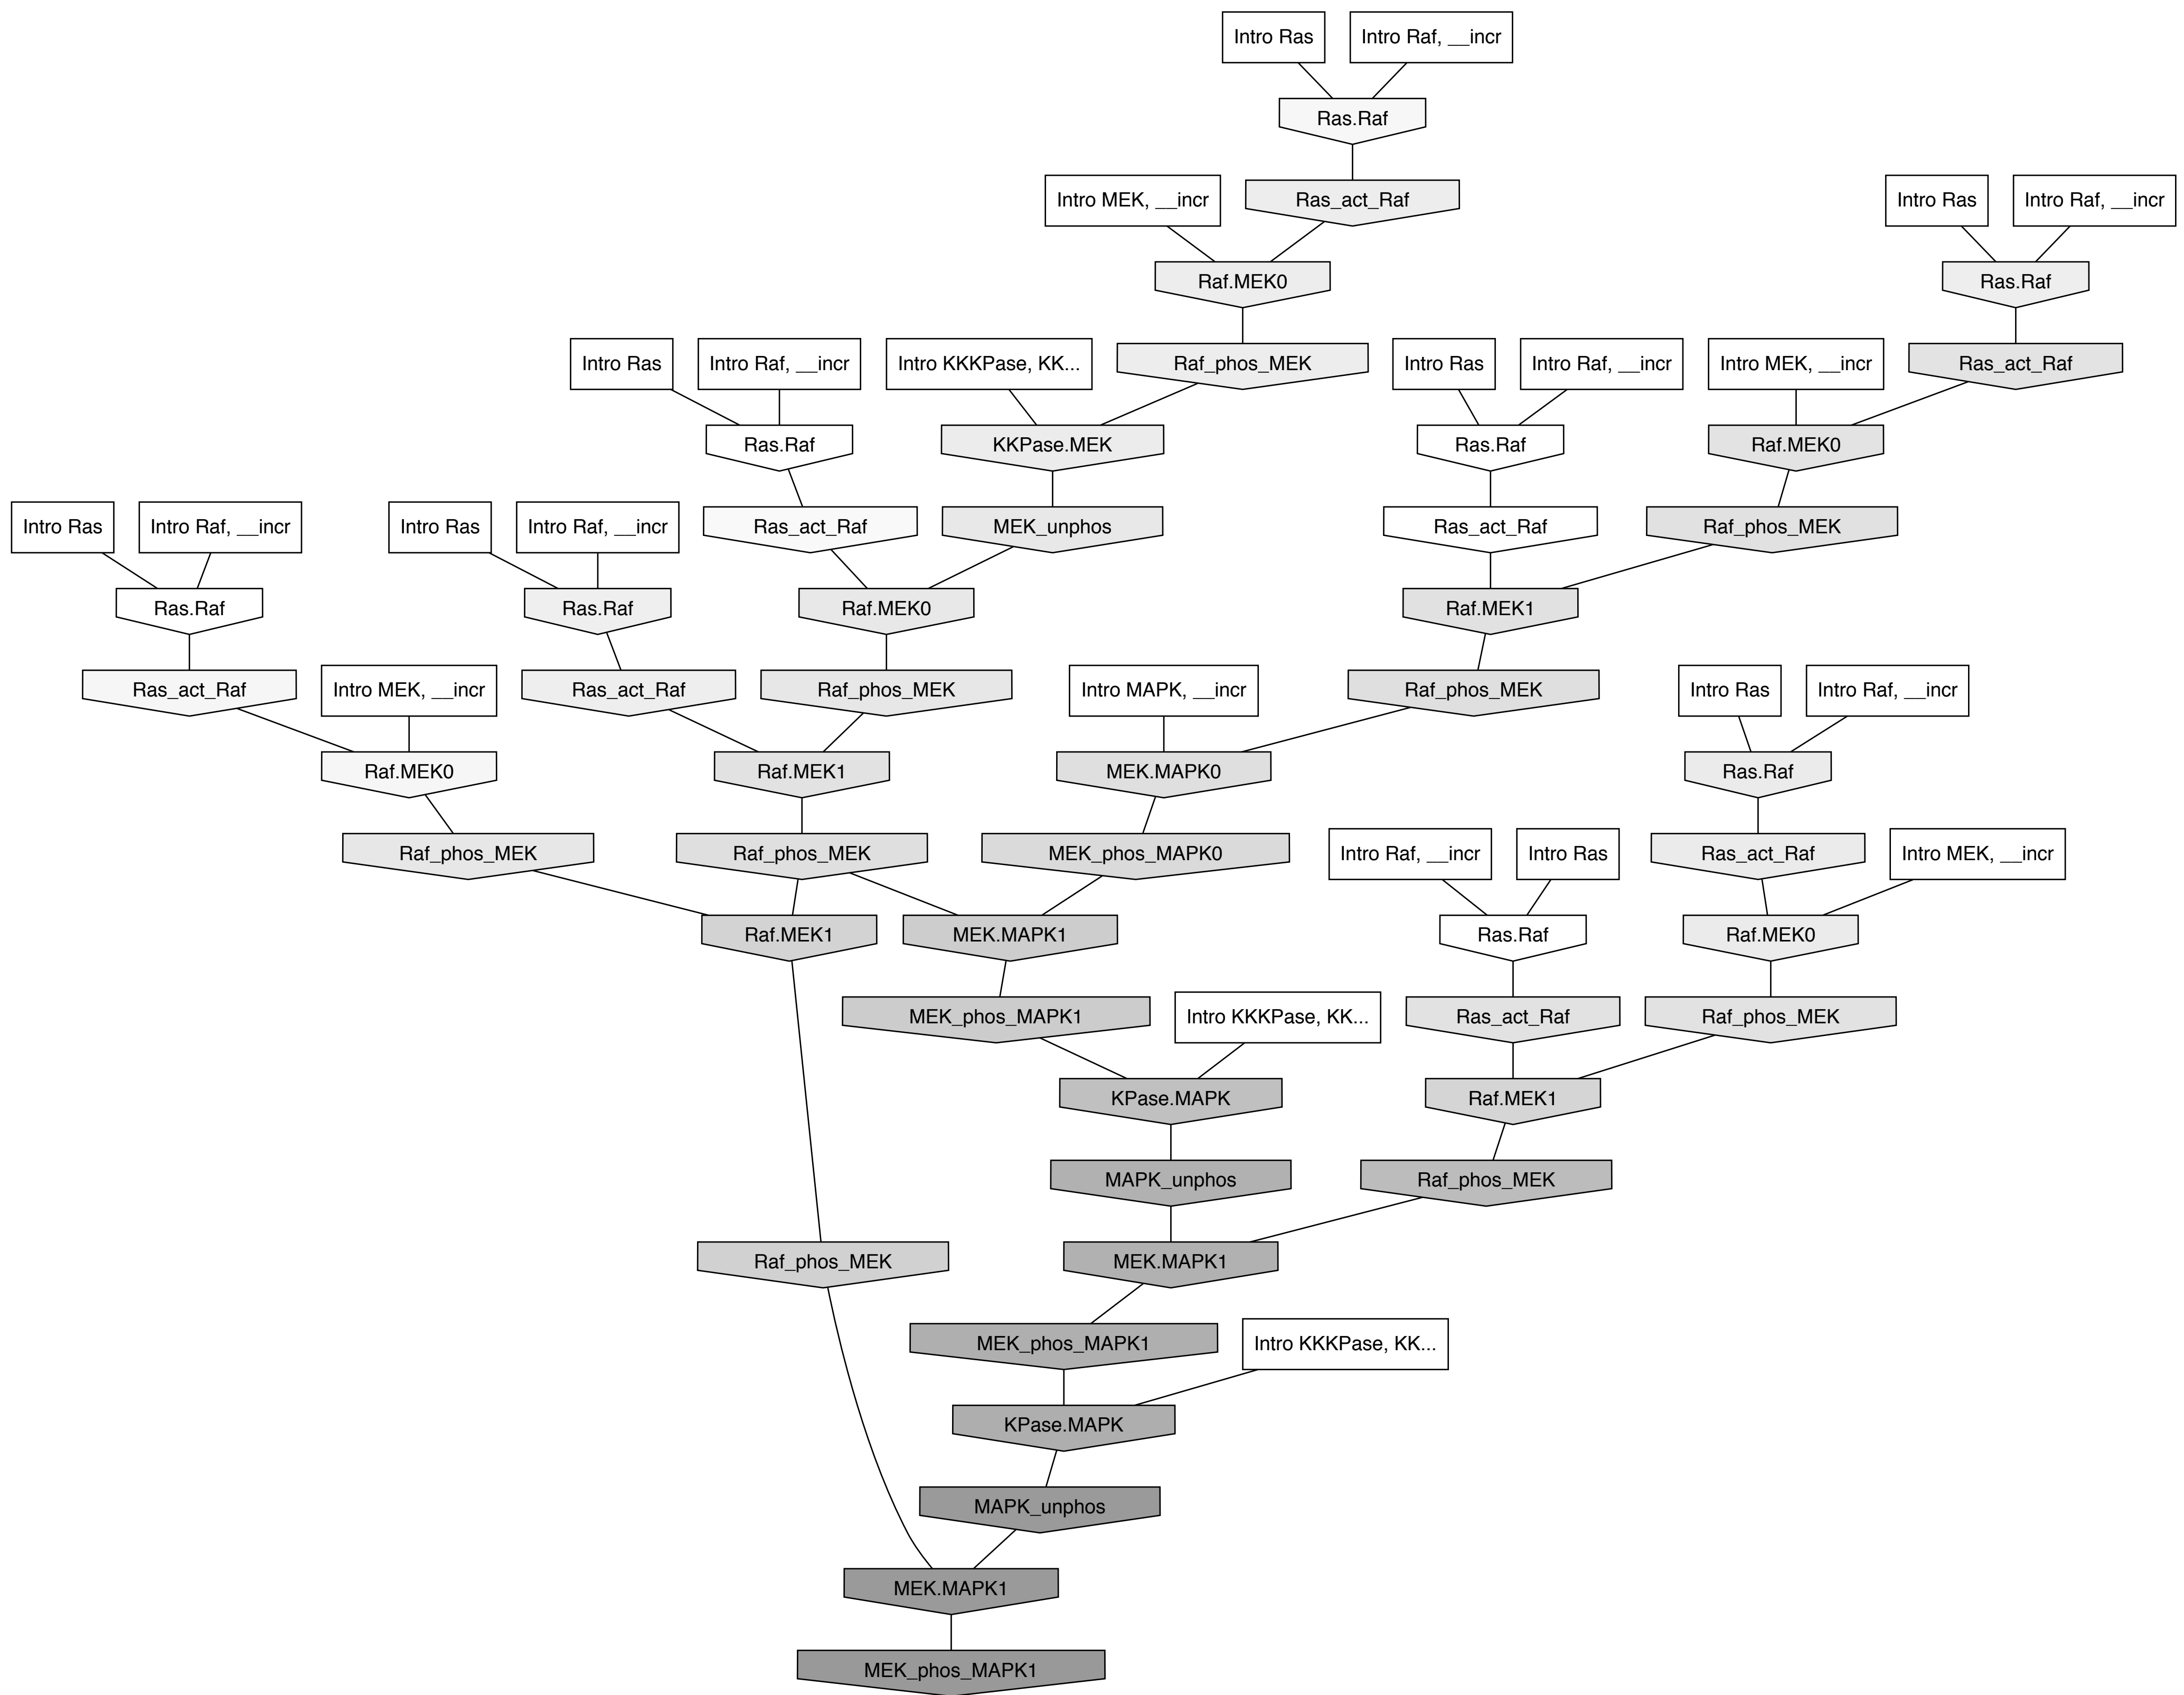 Intro Ras
Intro Raf, __incr
Ras.Raf
Intro MEK, __incr
Ras_act_Raf
Intro Ras
Intro Raf, __incr
Raf.MEK0
Ras.Raf
Intro Ras
Intro Raf, __incr
Intro KKKPase, KK...
Raf_phos_MEK
Intro Ras
Intro Raf, __incr
Intro MEK, __incr
Ras_act_Raf
Ras.Raf
KKPase.MEK
Ras.Raf
Raf.MEK0
Intro Ras
Intro Raf, __incr
Intro Ras
Intro Raf, __incr
Ras_act_Raf
MEK_unphos
Ras_act_Raf
Raf_phos_MEK
Ras.Raf
Ras.Raf
Raf.MEK0
Raf.MEK1
Ras_act_Raf
Intro MEK, __incr
Ras_act_Raf
Raf_phos_MEK
Intro MAPK, __incr
Raf_phos_MEK
Intro Ras
Intro Raf, __incr
Raf.MEK0
Raf.MEK1
MEK.MAPK0
Ras.Raf
Raf_phos_MEK
Raf_phos_MEK
MEK_phos_MAPK0
Intro Raf, __incr
Intro Ras
Ras_act_Raf
Intro MEK, __incr
Raf.MEK1
MEK.MAPK1
Ras.Raf
Raf.MEK0
MEK_phos_MAPK1
Intro KKKPase, KK...
Ras_act_Raf
Raf_phos_MEK
KPase.MAPK
Raf.MEK1
MAPK_unphos
Raf_phos_MEK
Raf_phos_MEK
MEK.MAPK1
MEK_phos_MAPK1
Intro KKKPase, KK...
KPase.MAPK
MAPK_unphos
MEK.MAPK1
MEK_phos_MAPK1